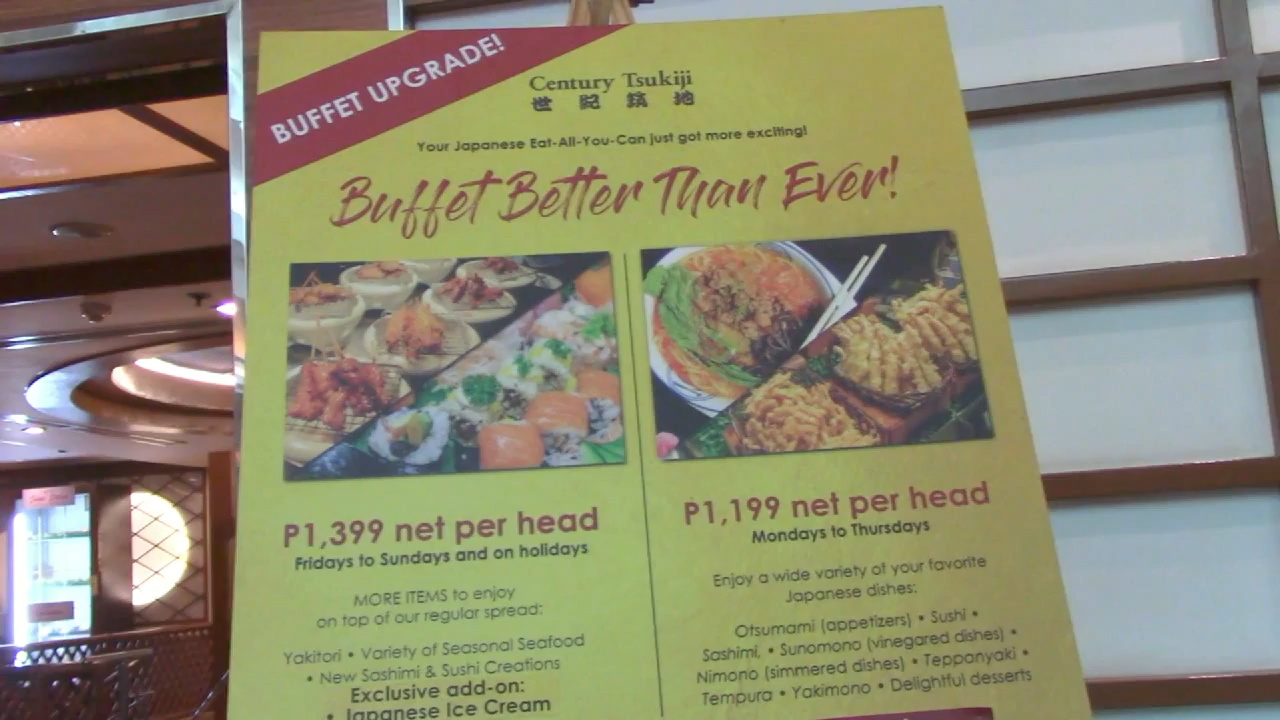 BUFFET UPGRADE!
Century Tsukiji
世紀築地
Your Japanese Eat-All-You-Can just got more exciting!
Buffet Better Than Ever!
P1,399 net per head
Fridays to Sundays and on holidays
MORE ITEMS to enjoy
on top of our regular spread:
Yakitori • Variety of Seasonal Seafood
• New Sashimi & Sushi Creations
Exclusive add-on:
• Japanese Ice Cream
P1,199 net per head
Mondays to Thursdays
Enjoy a wide variety of your favorite
Japanese dishes:
Otsumami (appetizers) • Sushi •
Sashimi, • Sunomono (vinegared dishes) •
Nimono (simmered dishes) • Teppanyaki •
Tempura • Yakimono • Delightful desserts